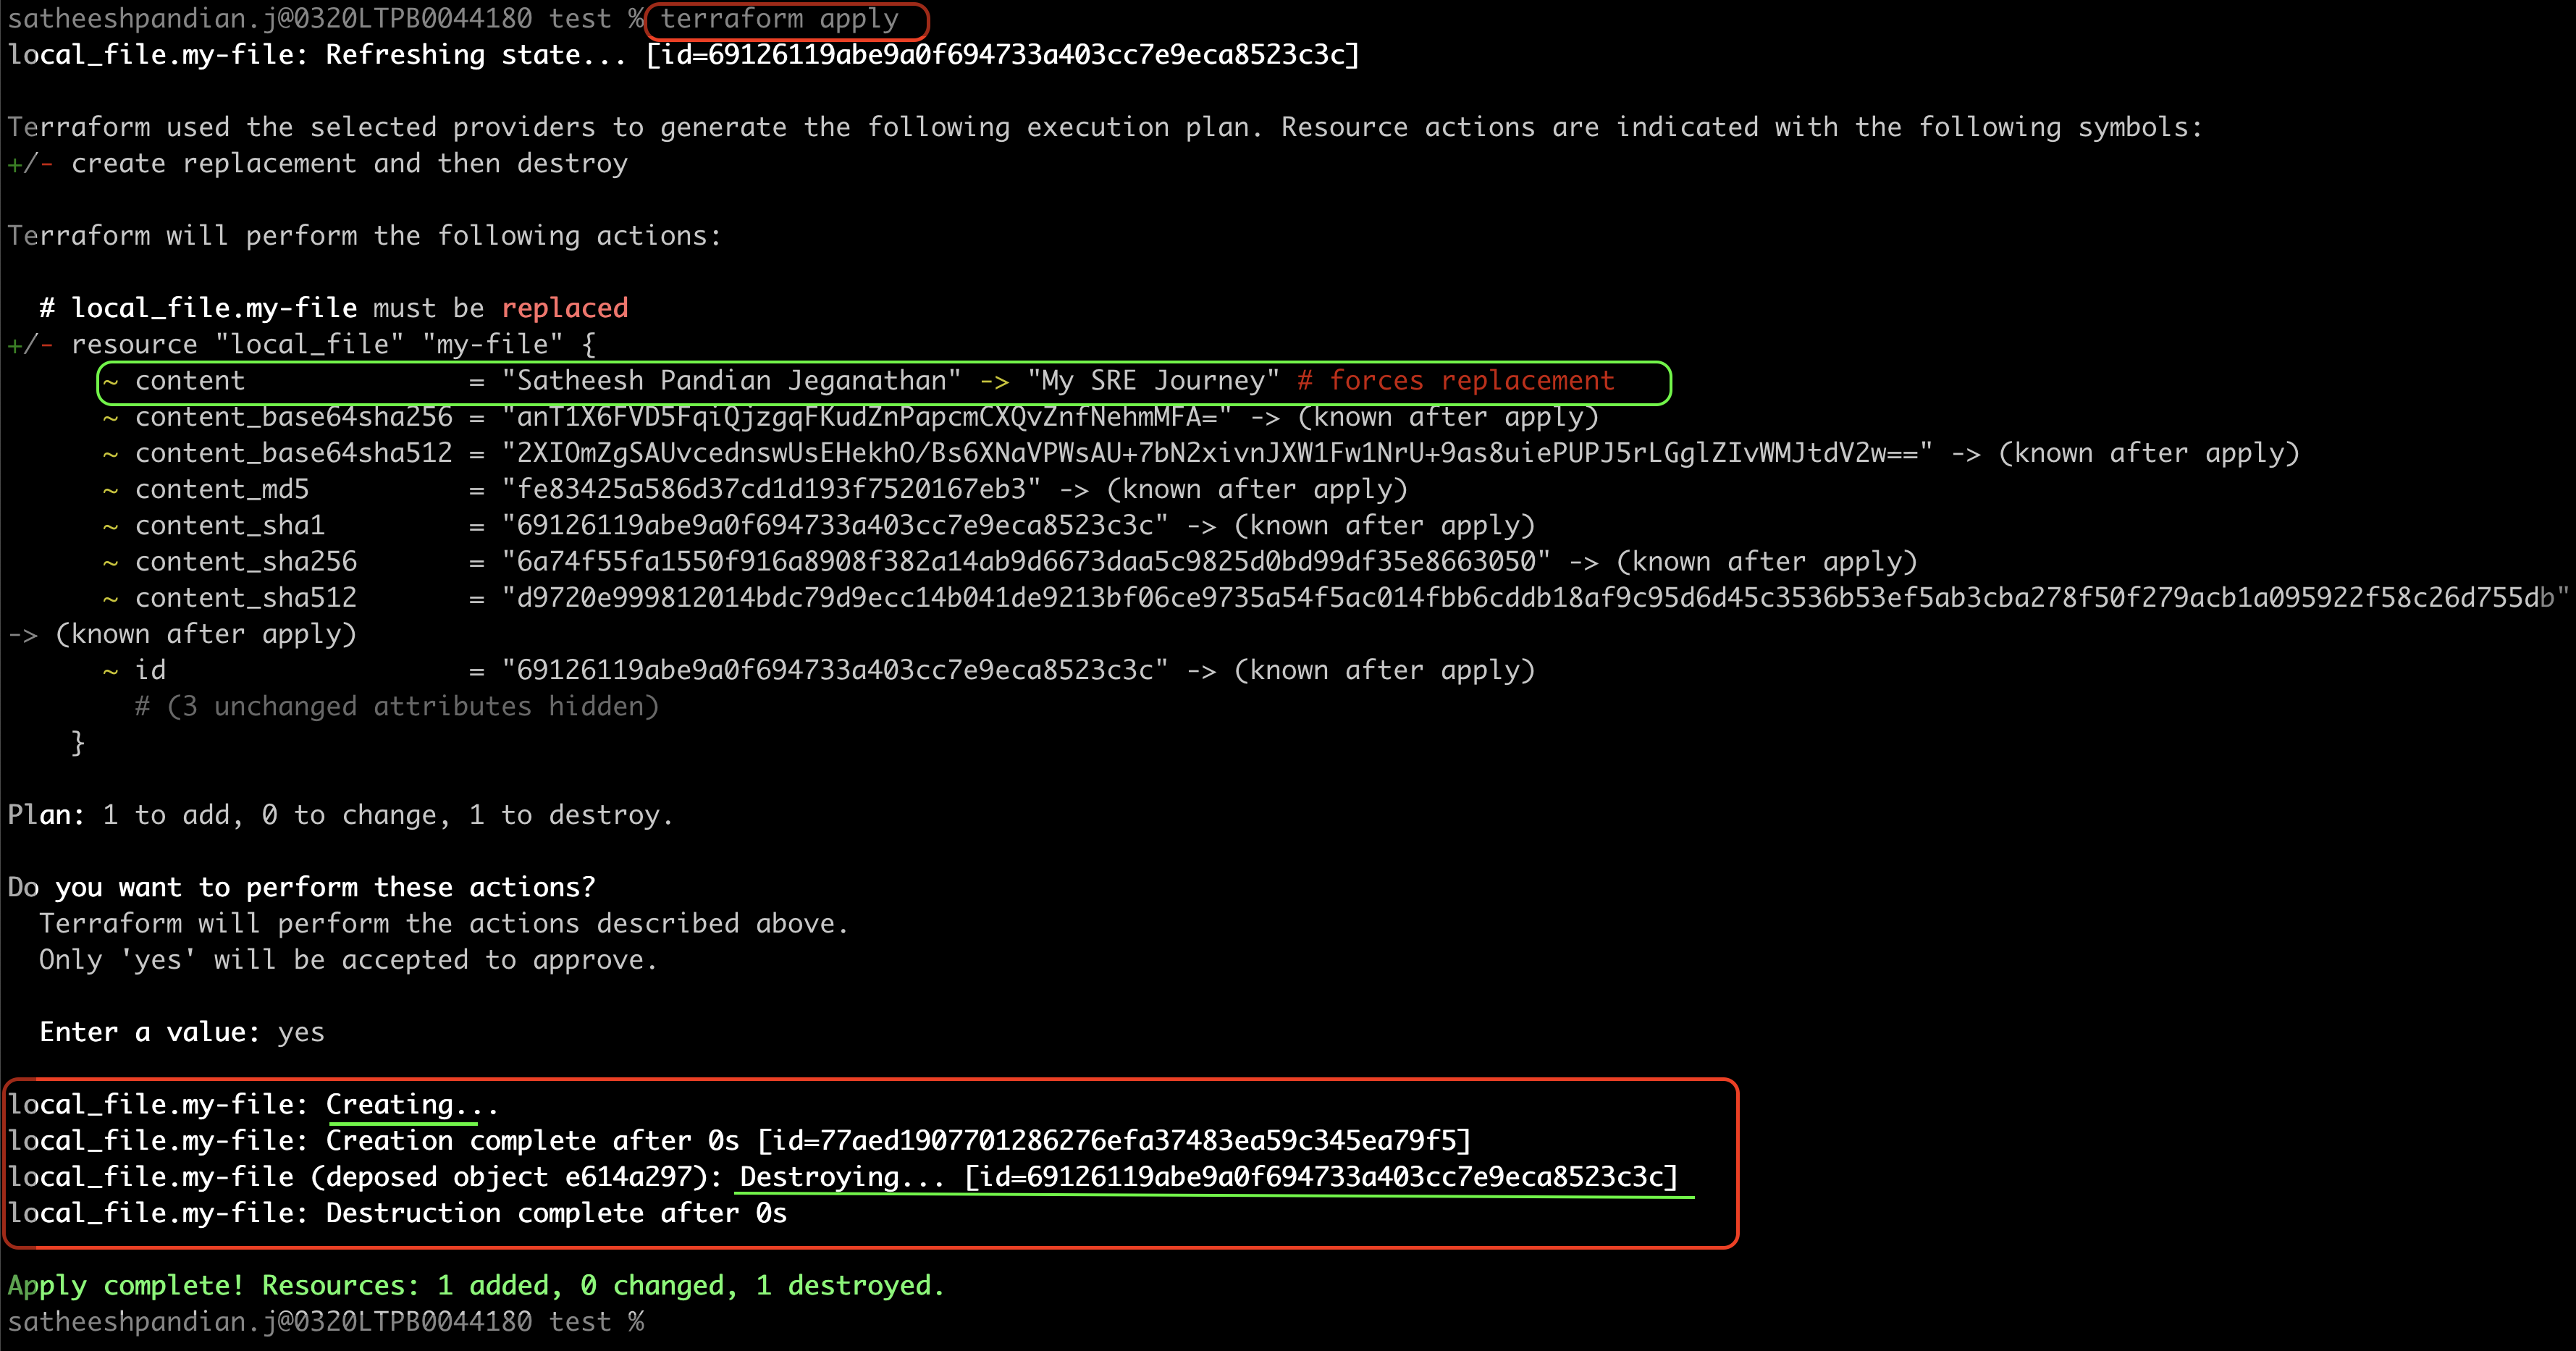 satheeshpandian.j@0320LTPB0044180 test % terraform apply
local_file.my-file: Refreshing state... [id=69126119abe9a0f694733a403cc7e9eca8523c3c]
Terraform used the selected providers to generate the following execution plan. Resource actions are indicated with the following symbols:
+/- create replacement and then destroy
Terraform will perform the following actions:
# local_file.my-file must be replaced
+/- resource "local_file" "my-file" {
~ content = "Satheesh Pandian Jeganathan" -> "My SRE Journey" # forces replacement
~ content_base64sha256 = "anT1X6FVD5FqiQjzgqFKudZnPapcmCXQvZnfNehmMFA=" -> (known after apply)
~ content_base64sha512 = "2XIOmZgSAUvcednswUsEHekhO/Bs6XNaVPWsAU+7bN2xivnJXW1Fw1NrU+9as8uiePUPJ5rLGglZIvWMJtdV2w==" -> (known after apply)
~ content_md5 = "fe83425a586d37cd1d193f7520167eb3" -> (known after apply)
~ content_sha1 = "69126119abe9a0f694733a403cc7e9eca8523c3c" -> (known after apply)
~ content_sha256 = "6a74f55fa1550f916a8908f382a14ab9d6673daa5c9825d0bd99df35e8663050" -> (known after apply)
~ content_sha512 = "d9720e999812014bdc79d9ecc14b041de9213bf06ce9735a54f5ac014fbb6cddb18af9c95d6d45c3536b53ef5ab3cba278f50f279acb1a095922f58c26d755db"
-> (known after apply)
~ id = "69126119abe9a0f694733a403cc7e9eca8523c3c" -> (known after apply)
# (3 unchanged attributes hidden)
}
Plan: 1 to add, 0 to change, 1 to destroy.
Do you want to perform these actions?
Terraform will perform the actions described above.
Only 'yes' will be accepted to approve.
Enter a value: yes
local_file.my-file: Creating...
local_file.my-file: Creation complete after 0s [id=77aed1907701286276efa37483ea59c345ea79f5]
local_file.my-file (deposed object e614a297): Destroying... [id=69126119abe9a0f694733a403cc7e9eca8523c3c]
local_file.my-file: Destruction complete after 0s
Apply complete! Resources: 1 added, 0 changed, 1 destroyed.
satheeshpandian.j@0320LTPB0044180 test %